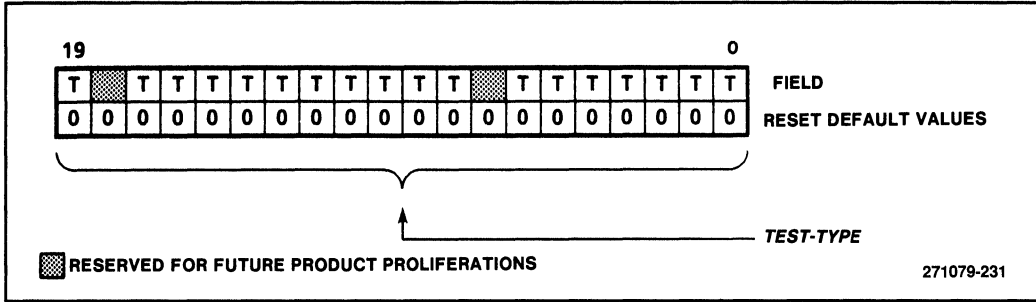 19 0
T T T T T T T T T T T T T T T T T T FIELD
0 0 0 0 0 0 0 0 0 0 0 0 0 0 0 0 0 0 0 0 RESET DEFAULT VALUES
TEST-TYPE
RESERVED FOR FUTURE PRODUCT PROLIFERATIONS
271079-231